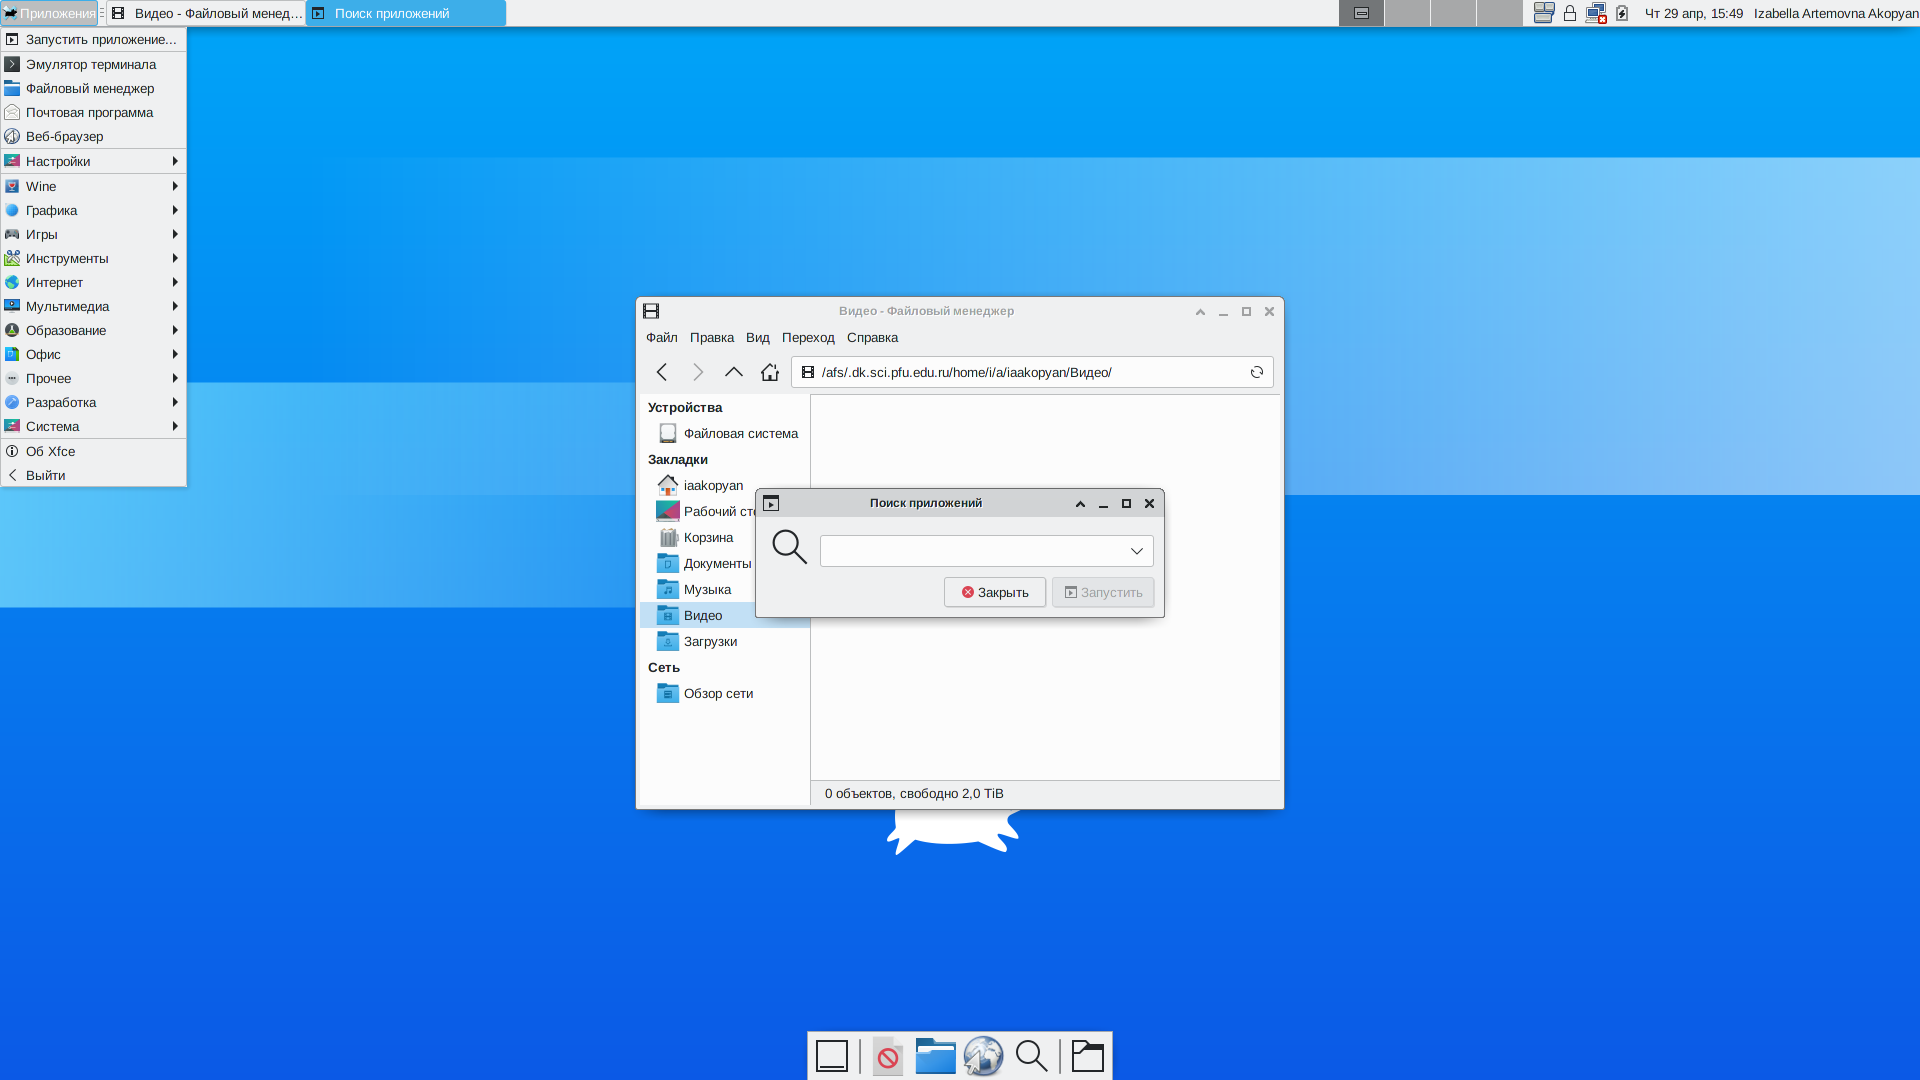 Приложения
Видео - Файловый менед...
Поиск приложений
Чт 29 апр, 15:49
Izabella Artemovna Akopyan
Запустить приложение...
Эмулятор терминала
Файловый менеджер
Почтовая программа
Веб-браузер
Настройки
Wine
Графика
Игры
Инструменты
Интернет
Мультимедиа
Образование
Офис
Прочее
Разработка
Система
Об Xfce
Выйти
Видео - Файловый менеджер
Файл Правка Вид Переход Справка
/afs/.dk.sci.pfu.edu.ru/home/i/a/iaakopyan/Видео/
Устройства
Файловая система
Закладки
iaakopyan
Рабочий сто
Корзина
Документы
Музыка
Видео
Загрузки
Сеть
Обзор сети
0 объектов, свободно 2,0 TiB
Поиск приложений
Закрыть
Запустить